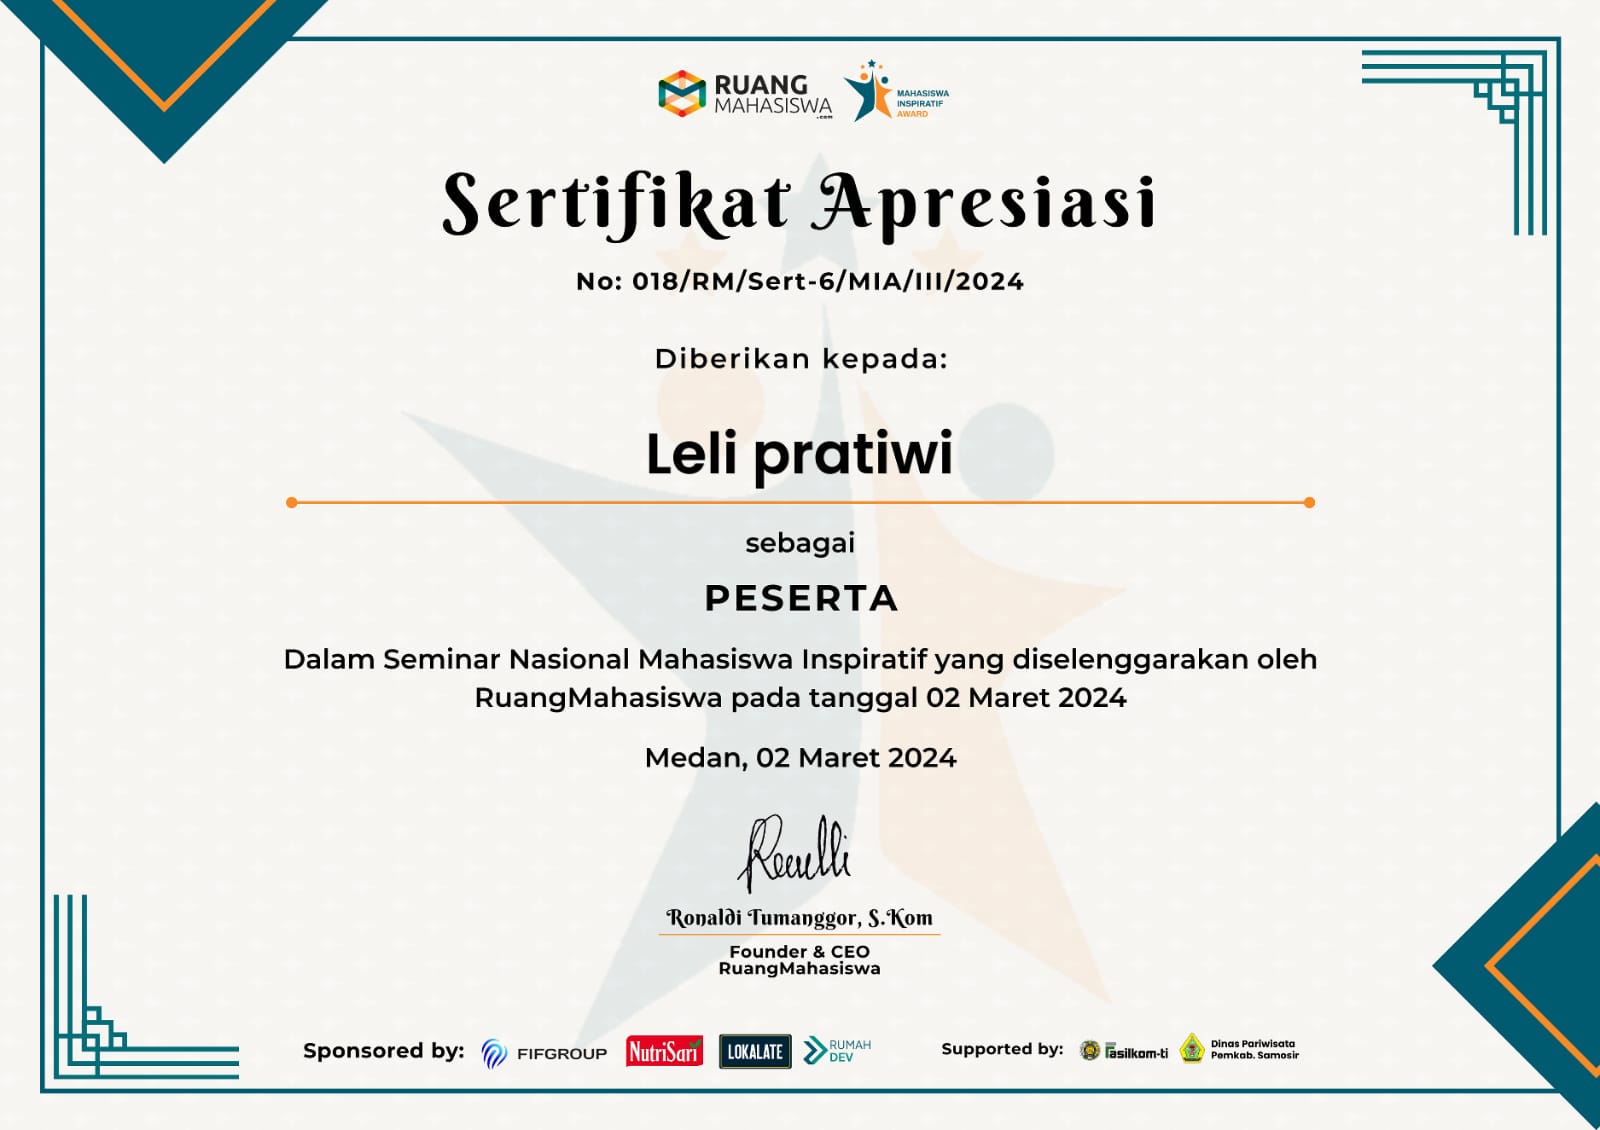 RUANG
MAHASISWA
.com
MAHASISWA
INSPIRATIF
AWARD
Sertifikat Apresiasi
No: 018/RM/Sert-6/MIA/III/2024
Diberikan kepada:
Leli pratiwi
sebagai
PESERTA
Dalam Seminar Nasional Mahasiswa Inspiratif yang diselenggarakan oleh
RuangMahasiswa pada tanggal 02 Maret 2024
Medan, 02 Maret 2024
Ronaldi Tumanggor, S.Kom
Founder & CEO
RuangMahasiswa
Sponsored by: FIFGROUP NutriSari LOKALATE RUMAH DEV
Supported by: Fasilkom-ti Dinas Pariwisata
Pemkab. Samosir